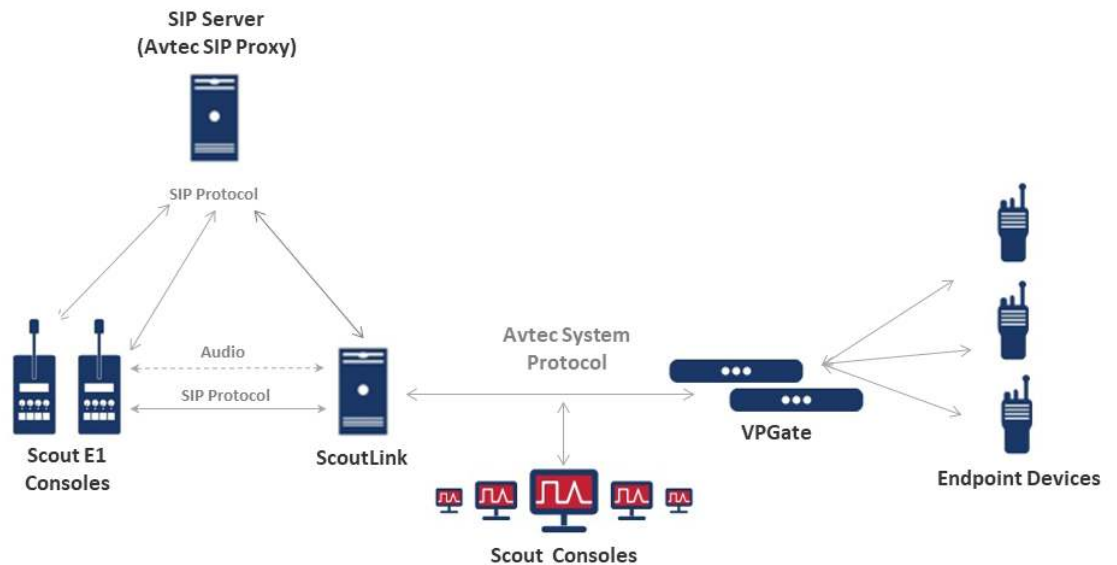 SIP Server
(Avtec SIP Proxy)
SIP Protocol
Audio
SIP Protocol
Avtec System
Protocol
Scout E1
Consoles
ScoutLink
VPGate
Endpoint Devices
Scout Consoles